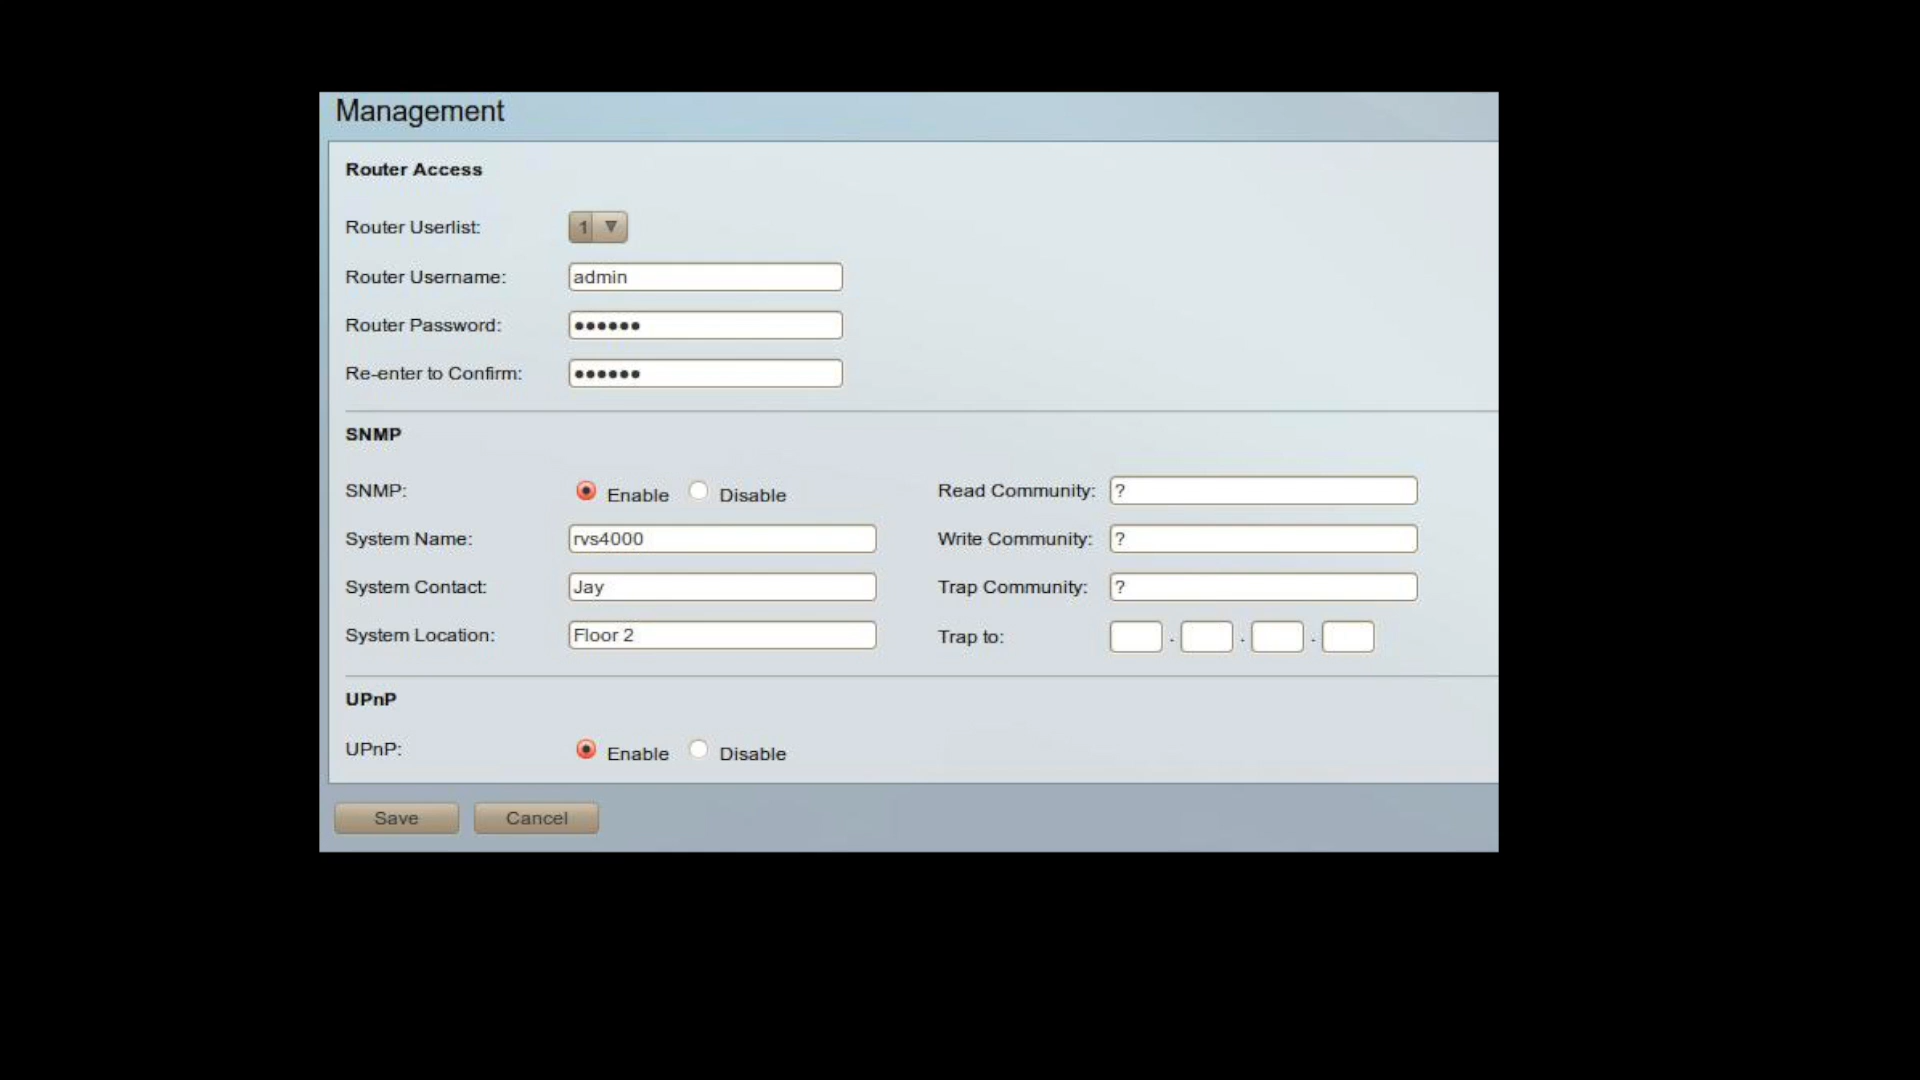 Management
Router Access
Router Userlist: 1 ▼
Router Username: admin
Router Password: ●●●●●●
Re-enter to Confirm: ●●●●●●
SNMP
SNMP: Enable Disable Read Community: ?
System Name: rvs4000 Write Community: ?
System Contact: Jay Trap Community: ?
System Location: Floor 2 Trap to: . . .
UPnP
UPnP: Enable Disable
Save Cancel